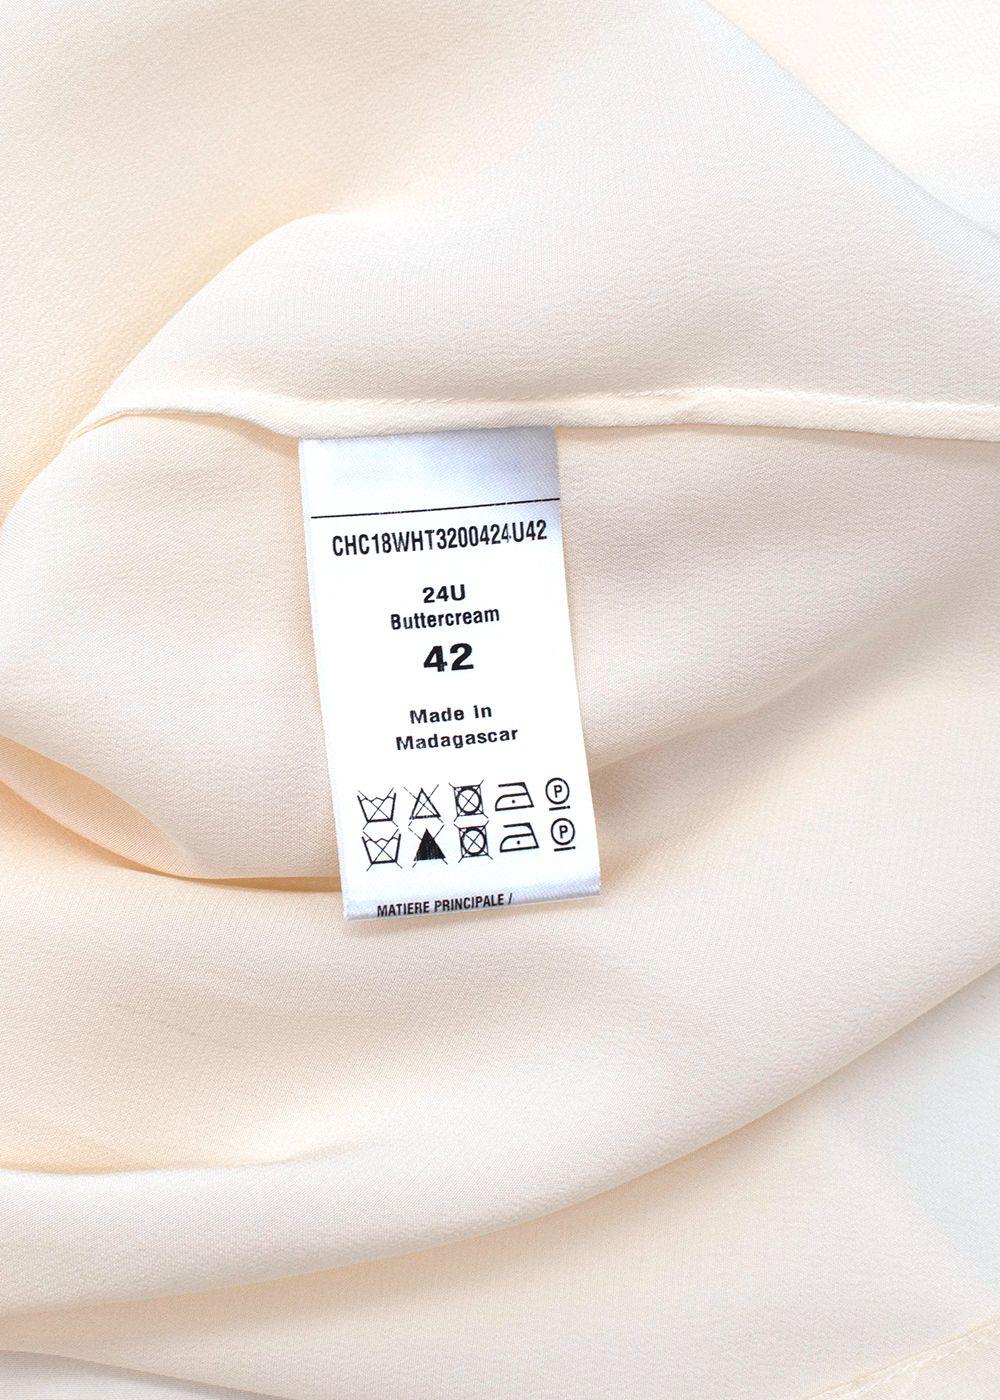 CHC18WHT3200424U42
24U
Buttercream
42
Made in
Madagascar
P
P
MATIERE PRINCIPALE /